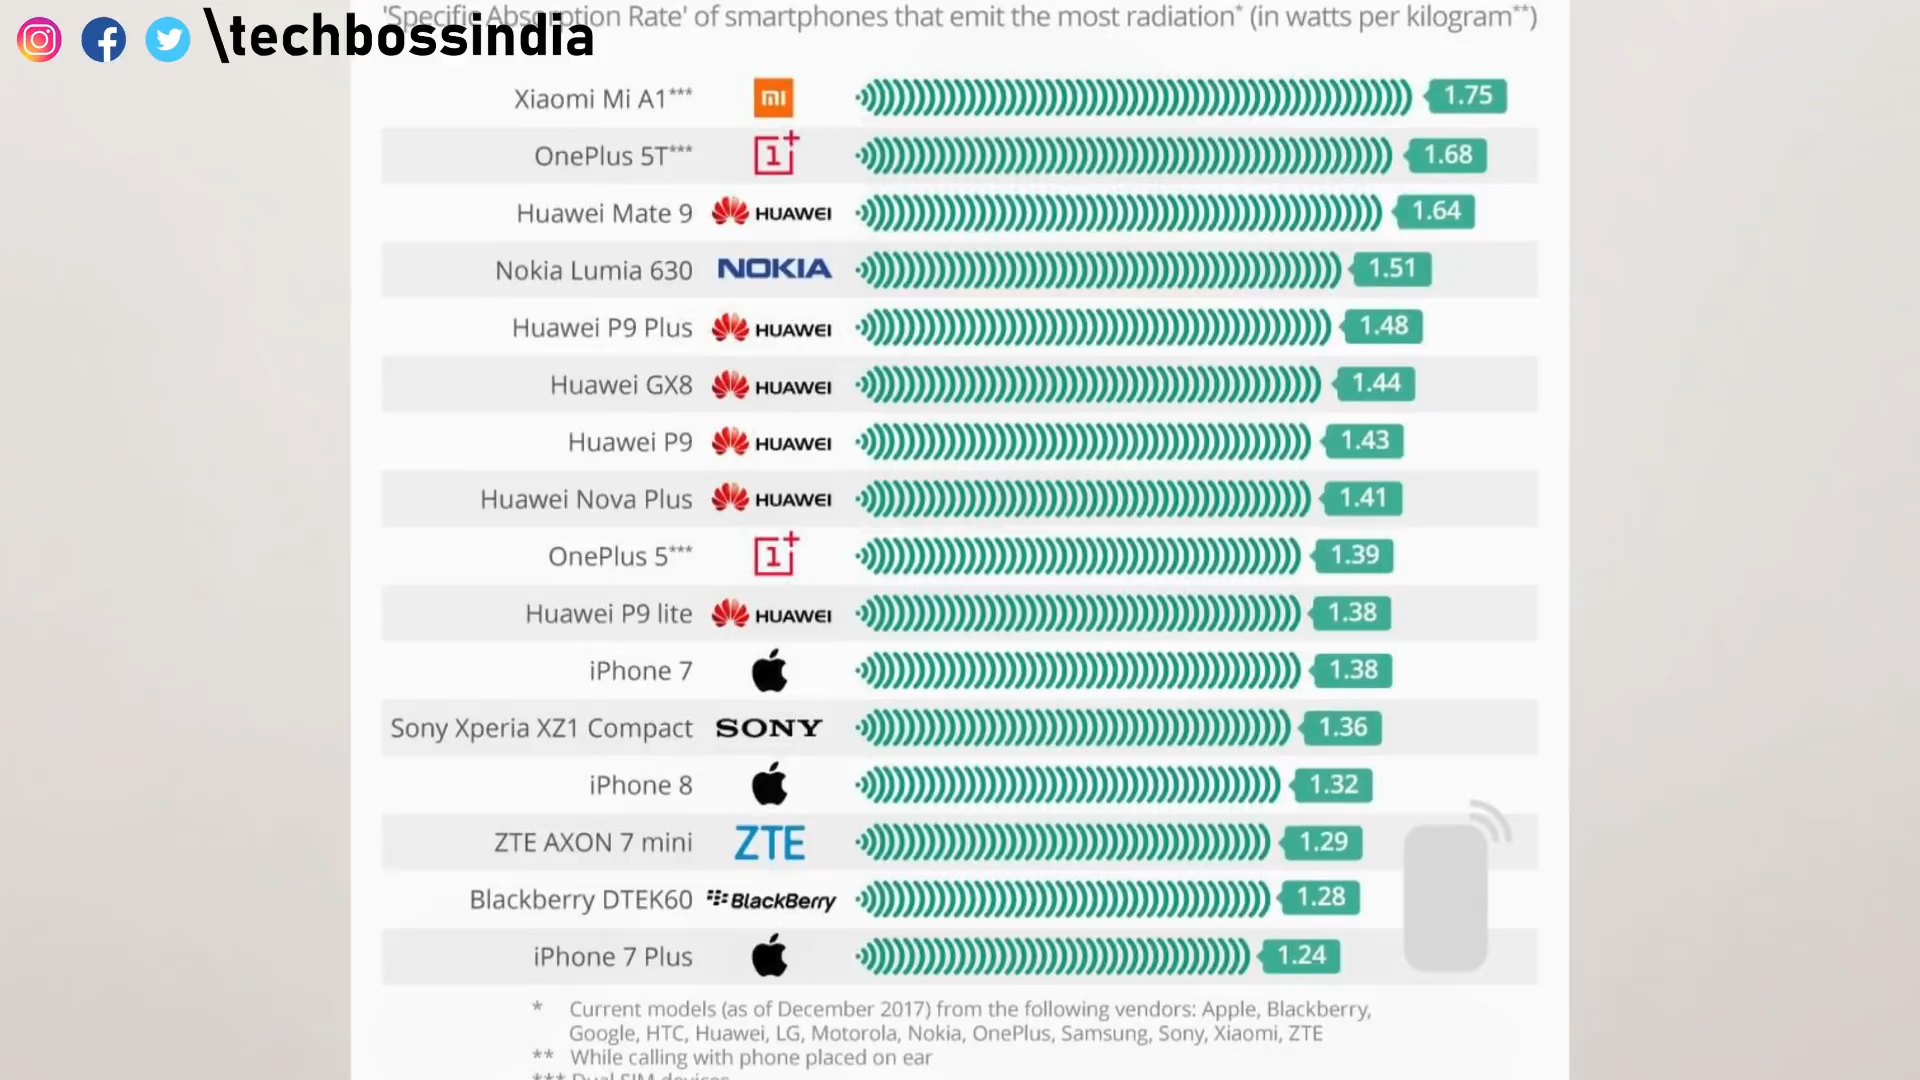 'Specific Absorption Rate' of smartphones that emit the most radiation* (in watts per kilogram**)
\techbossindia
Xiaomi Mi A1*** mi 1.75
OnePlus 5T*** 1+ 1.68
Huawei Mate 9 HUAWEI 1.64
Nokia Lumia 630 NOKIA 1.51
Huawei P9 Plus HUAWEI 1.48
Huawei GX8 HUAWEI 1.44
Huawei P9 HUAWEI 1.43
Huawei Nova Plus HUAWEI 1.41
OnePlus 5*** 1+ 1.39
Huawei P9 lite HUAWEI 1.38
iPhone 7 1.38
Sony Xperia XZ1 Compact SONY 1.36
iPhone 8 1.32
ZTE AXON 7 mini ZTE 1.29
Blackberry DTEK60 BlackBerry 1.28
iPhone 7 Plus 1.24
* Current models (as of December 2017) from the following vendors: Apple, Blackberry,
Google, HTC, Huawei, LG, Motorola, Nokia, OnePlus, Samsung, Sony, Xiaomi, ZTE
** While calling with phone placed on ear
*** Dual SIM devices